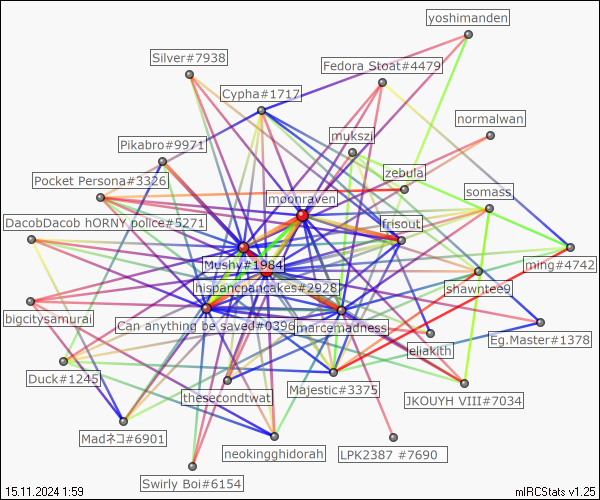 yoshimanden
Silver#7938
Fedora Stoat#4479
Cypha#1717
normalwan
mukszi
Pikabro#9971
zebula
Pocket Persona#3326
somass
moonraven
DacobDacob hORNY police#5271
frisout
Mushy#1984
ming#4742
hispancpancakes#2928
shawntee9
bigcitysamurai
Can anything be saved#0396
marcemadness
Eg.Master#1378
eliakith
Duck#1245
Majestic#3375
thesecondtwat
JKOUYH VIII#7034
Madネコ#6901
neokingghidorah
LPK2387 #7690
Swirly Boi#6154
15.11.2024 1:59
mIRCStats v1.25